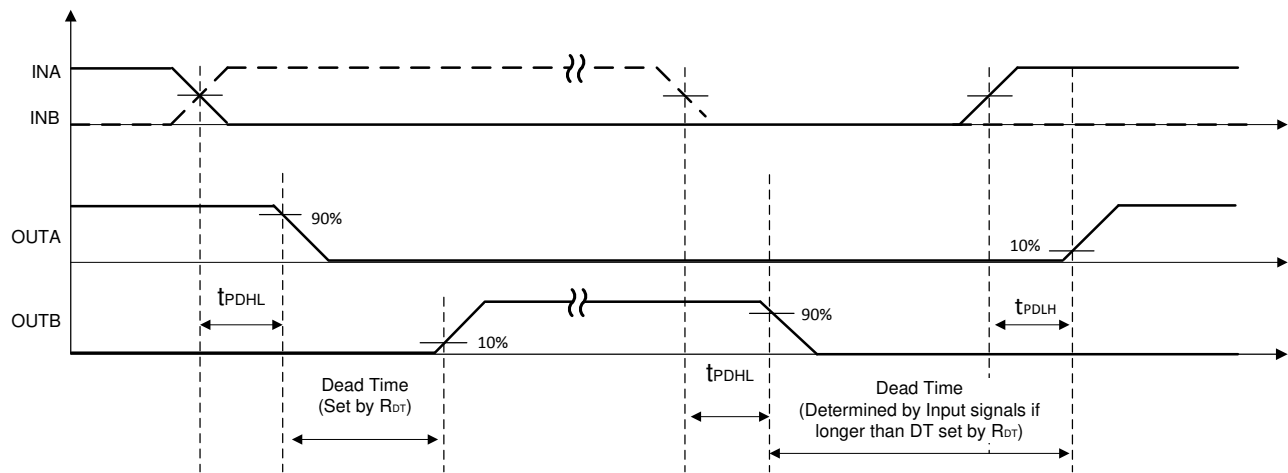 INA
INB
OUTA
90%
10%
tPDHL
tPDLH
OUTB
10%
90%
Dead Time
(Set by RDT)
tPDHL
Dead Time
(Determined by Input signals if
longer than DT set by RDT)